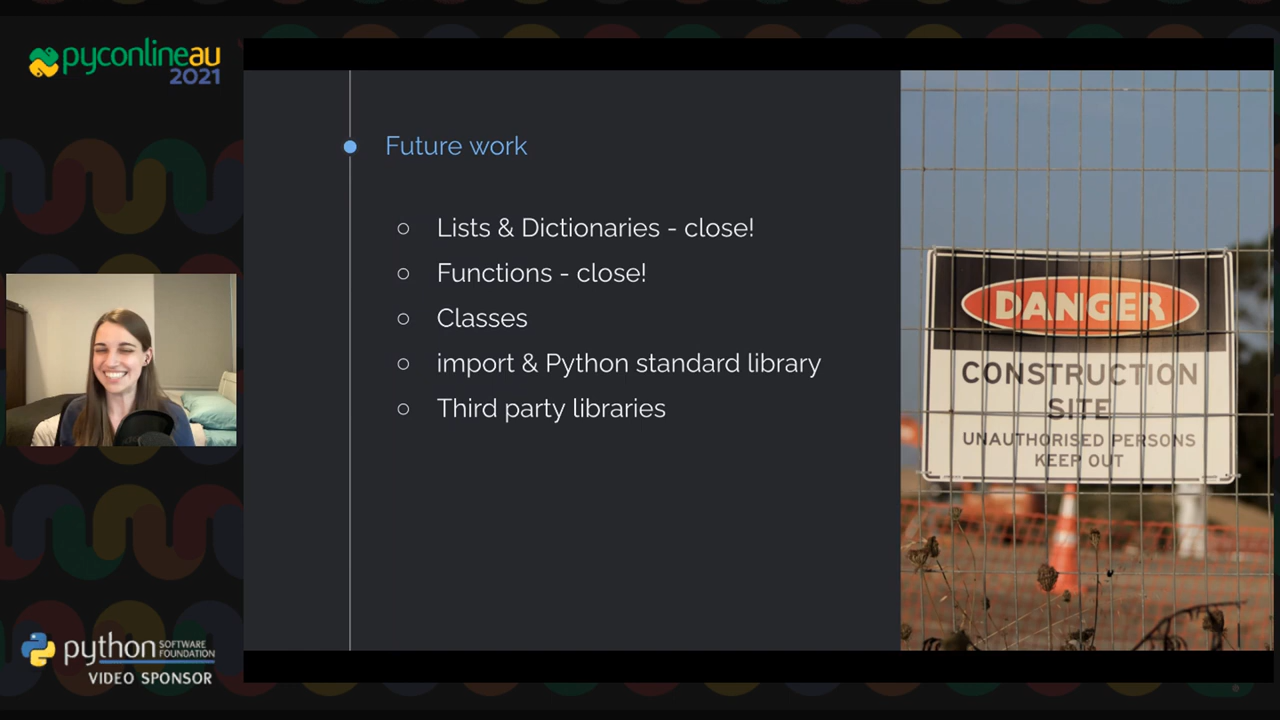 pyconlineau
2021
Future work
Lists & Dictionaries - close!
Functions - close!
Classes
import & Python standard library
Third party libraries
DANGER
CONSTRUCTION
SITE
UNAUTHORISED PERSONS
KEEP OUT
python SOFTWARE
FOUNDATION
VIDEO SPONSOR